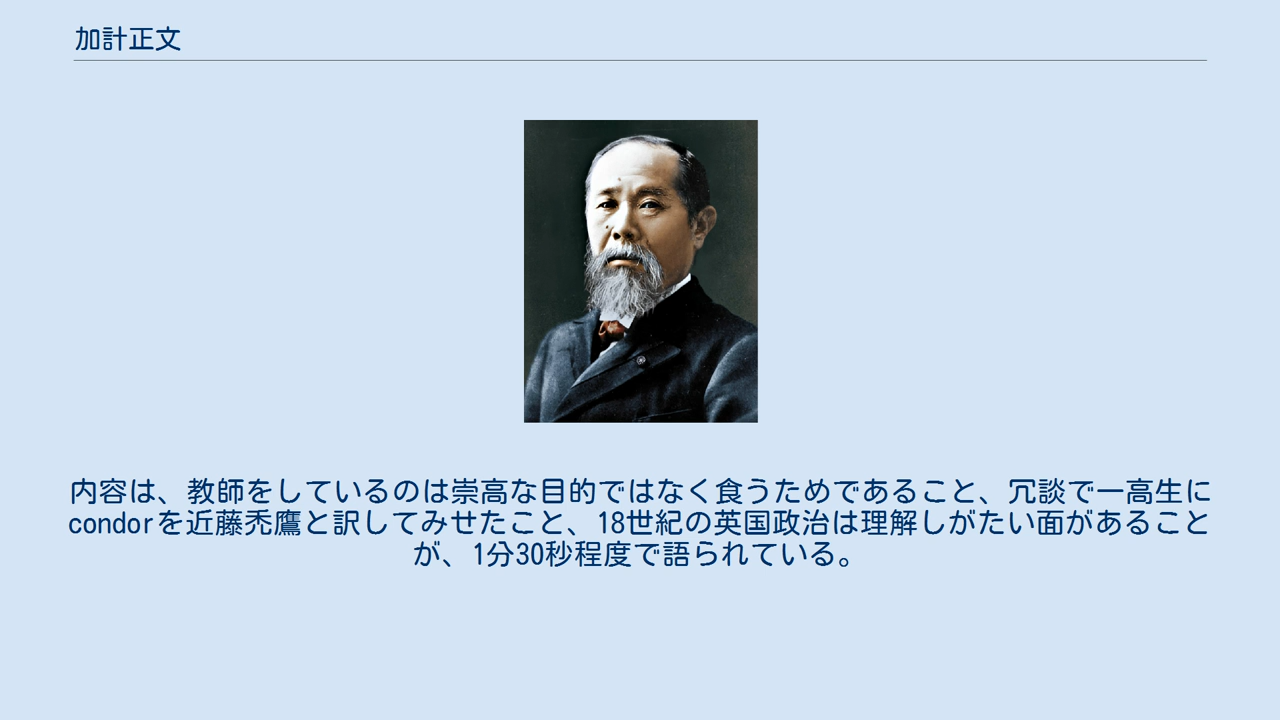 加計正文
内容は、教師をしているのは崇高な目的ではなく食うためであること、冗談で一高生に
condorを近藤禿鷹と訳してみせたこと、18世紀の英国政治は理解しがたい面があること
が、1分30秒程度で語られている。